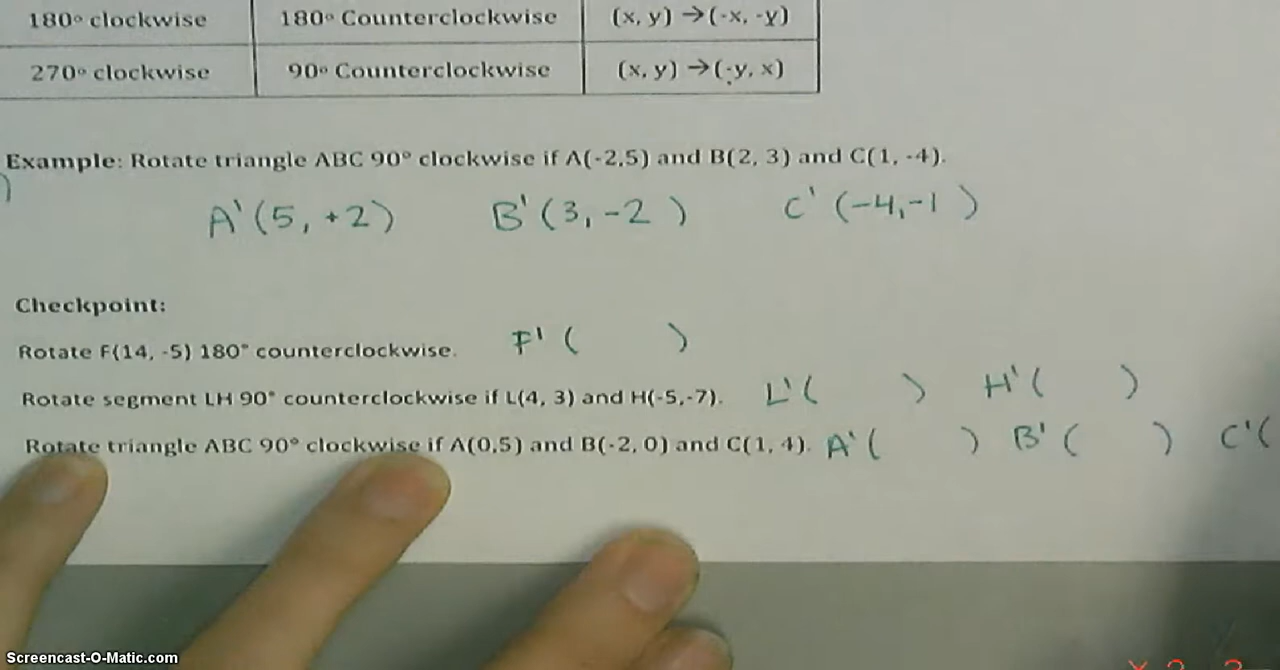 180° clockwise 180° Counterclockwise (x, y) →(-x, -y)
270° clockwise 90° Counterclockwise (x, y) →(-y, x)
Example: Rotate triangle ABC 90° clockwise if A(-2,5) and B(2, 3) and C(1, -4).
A'(5, +2) B'(3, -2) C'(-4,-1)
Checkpoint:
Rotate F(14, -5) 180° counterclockwise. F'( )
Rotate segment LH 90° counterclockwise if L(4, 3) and H(-5,-7). L'( ) H'( )
Rotate triangle ABC 90° clockwise if A(0,5) and B(-2, 0) and C(1, 4). A'( ) B'( ) C'(
Screencast-O-Matic.com